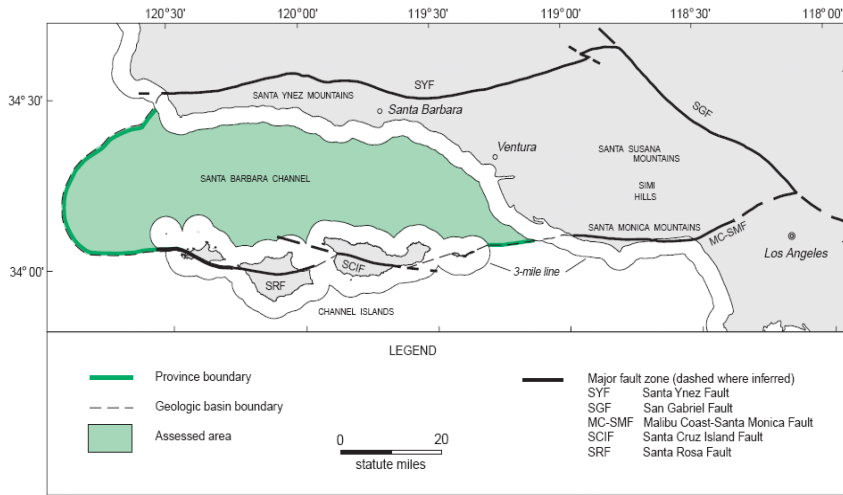 120°30'
120°00'
119°30'
119°00'
118°30'
118°00'
34° 30'
34° 00'
SYF
SANTA YNEZ MOUNTAINS
Santa Barbara
SGF
Ventura
SANTA SUSANA
MOUNTAINS
SANTA BARBARA CHANNEL
SIMI
HILLS
SANTA MONICA MOUNTAINS
MC-SMF
Los Angeles
SCIF
3-mile line
SRF
CHANNEL ISLANDS
LEGEND
Province boundary
Geologic basin boundary
Assessed area
0 20
statute miles
Major fault zone (dashed where inferred)
SYF Santa Ynez Fault
SGF San Gabriel Fault
MC-SMF Malibu Coast-Santa Monica Fault
SCIF Santa Cruz Island Fault
SRF Santa Rosa Fault